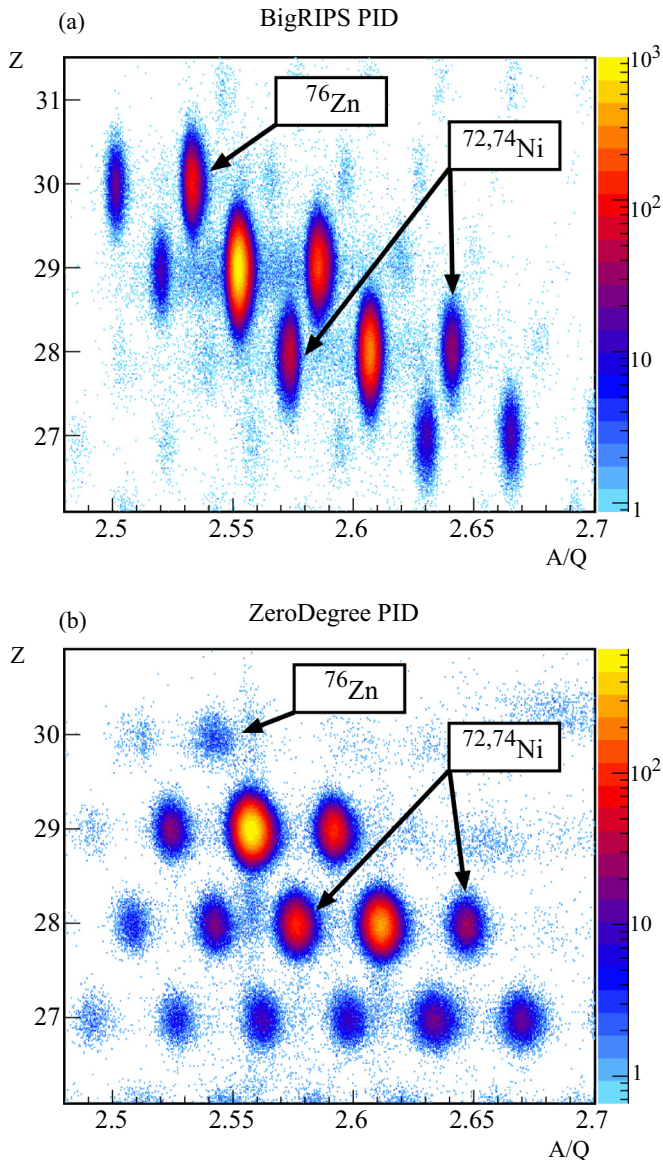 (a) BigRIPS PID
Z
⁷⁶Zn
⁷²,⁷⁴Ni
31
30
29
28
27
2.5 2.55 2.6 2.65 2.7
A/Q
10³
10²
10
1
(b) ZeroDegree PID
Z
⁷⁶Zn
⁷²,⁷⁴Ni
30
29
28
27
2.5 2.55 2.6 2.65 2.7
A/Q
10²
10
1